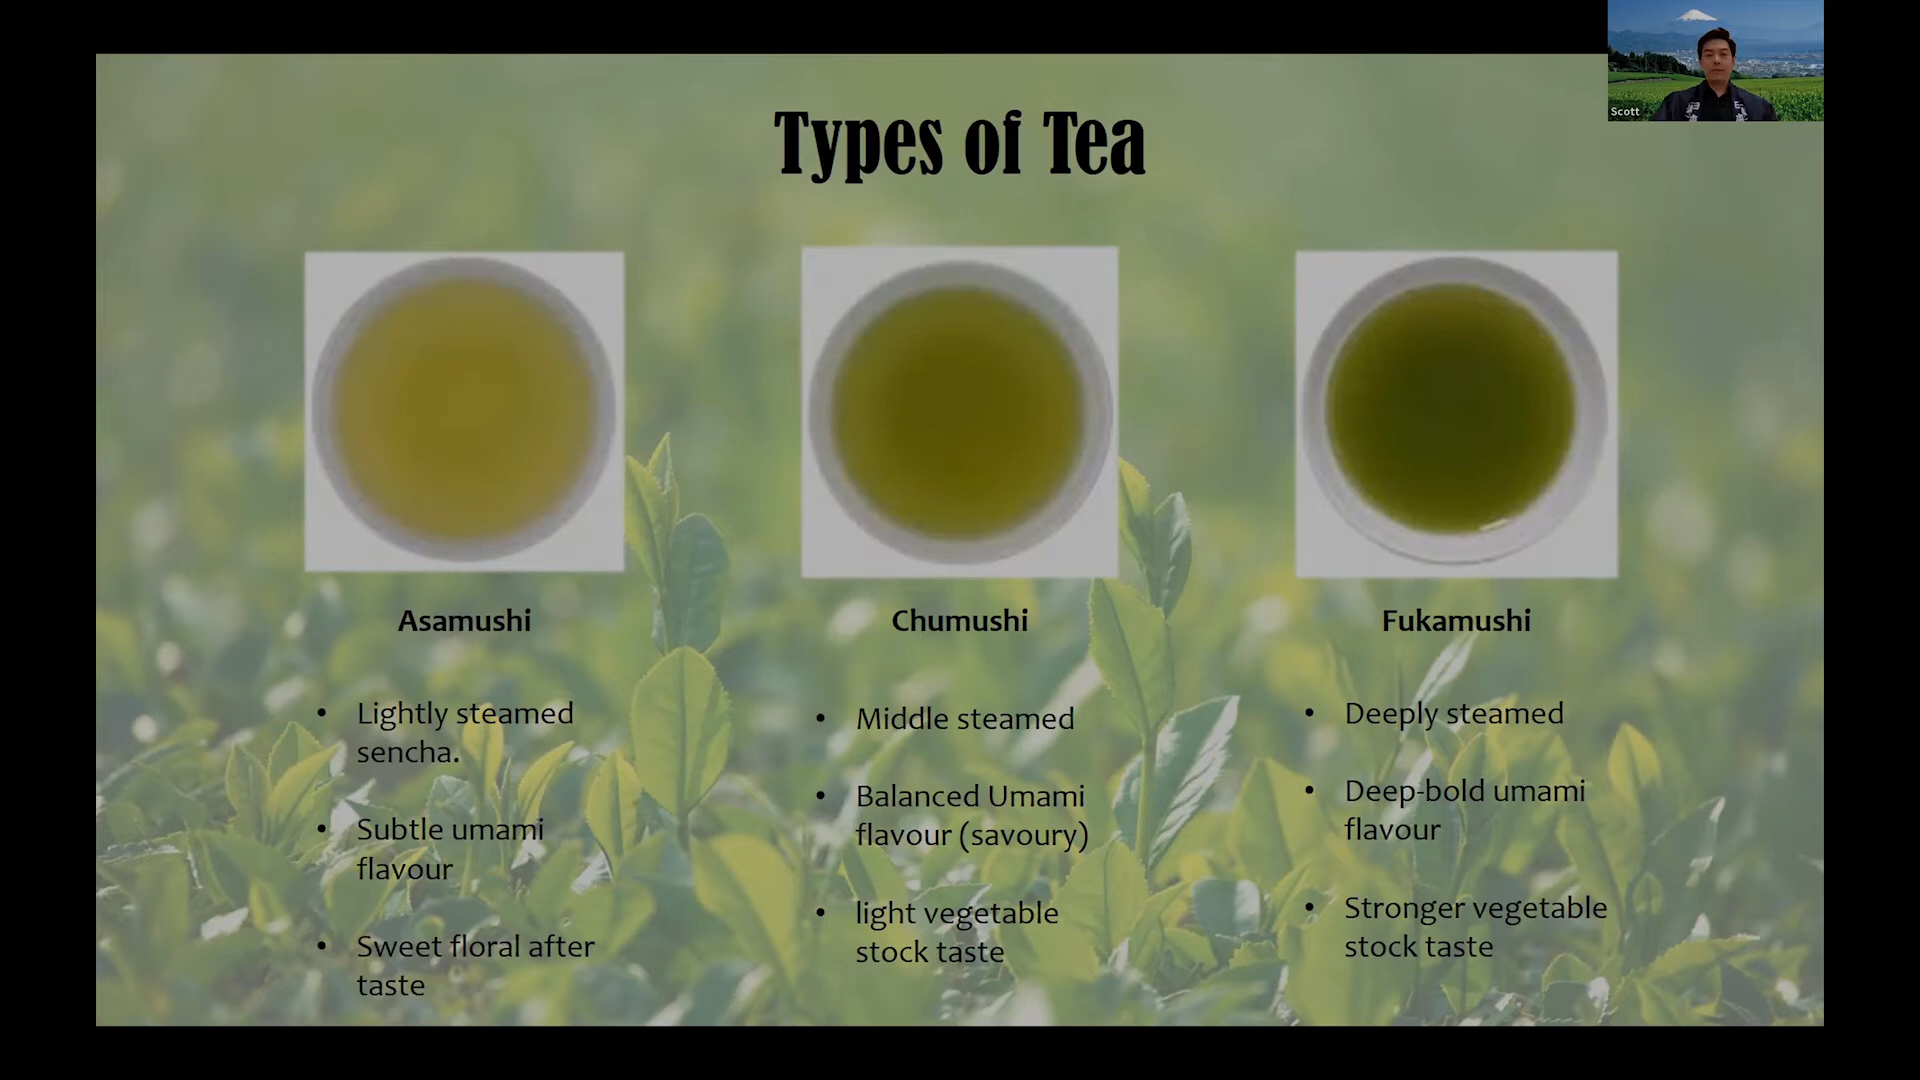 Types of Tea
Scott
Asamushi
• Lightly steamed
sencha.
• Subtle umami
flavour
• Sweet floral after
taste
Chumushi
• Middle steamed
• Balanced Umami
flavour (savoury)
• light vegetable
stock taste
Fukamushi
• Deeply steamed
• Deep-bold umami
flavour
• Stronger vegetable
stock taste